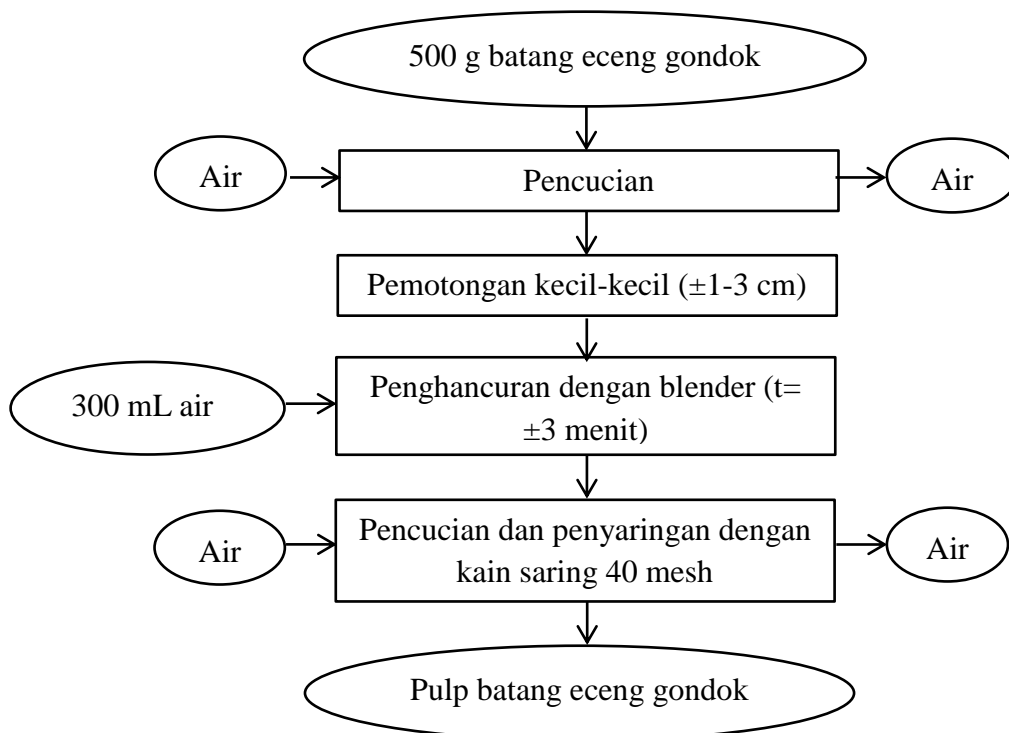 500 g batang eceng gondok
Air
Pencucian
Air
Pemotongan kecil-kecil (±1-3 cm)
300 mL air
Penghancuran dengan blender (t=
±3 menit)
Air
Pencucian dan penyaringan dengan
kain saring 40 mesh
Air
Pulp batang eceng gondok